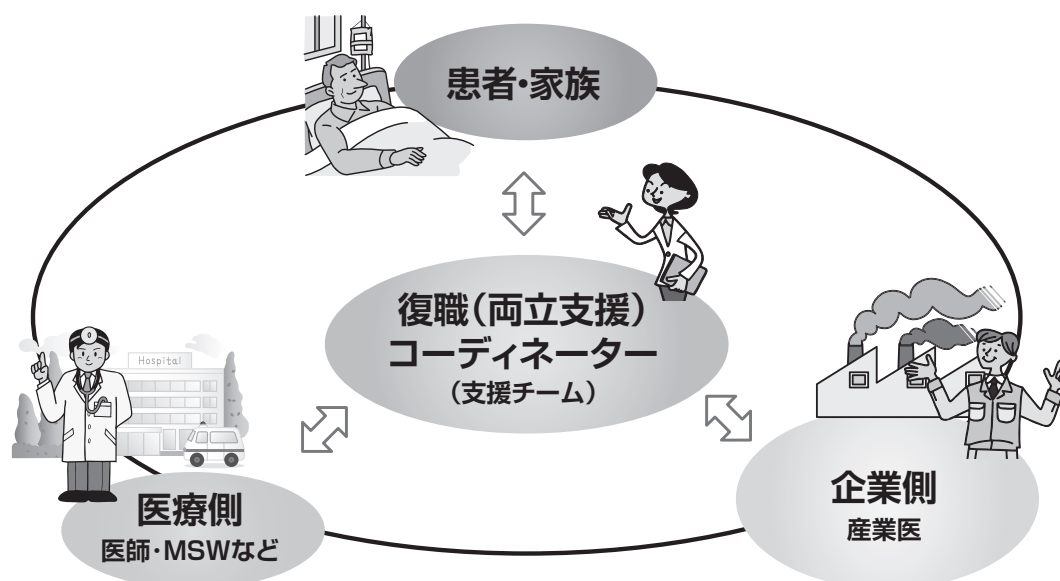 患者・家族
復職（両立支援）
コーディネーター
（支援チーム）
Hospital
医療側
医師・MSWなど
企業側
産業医